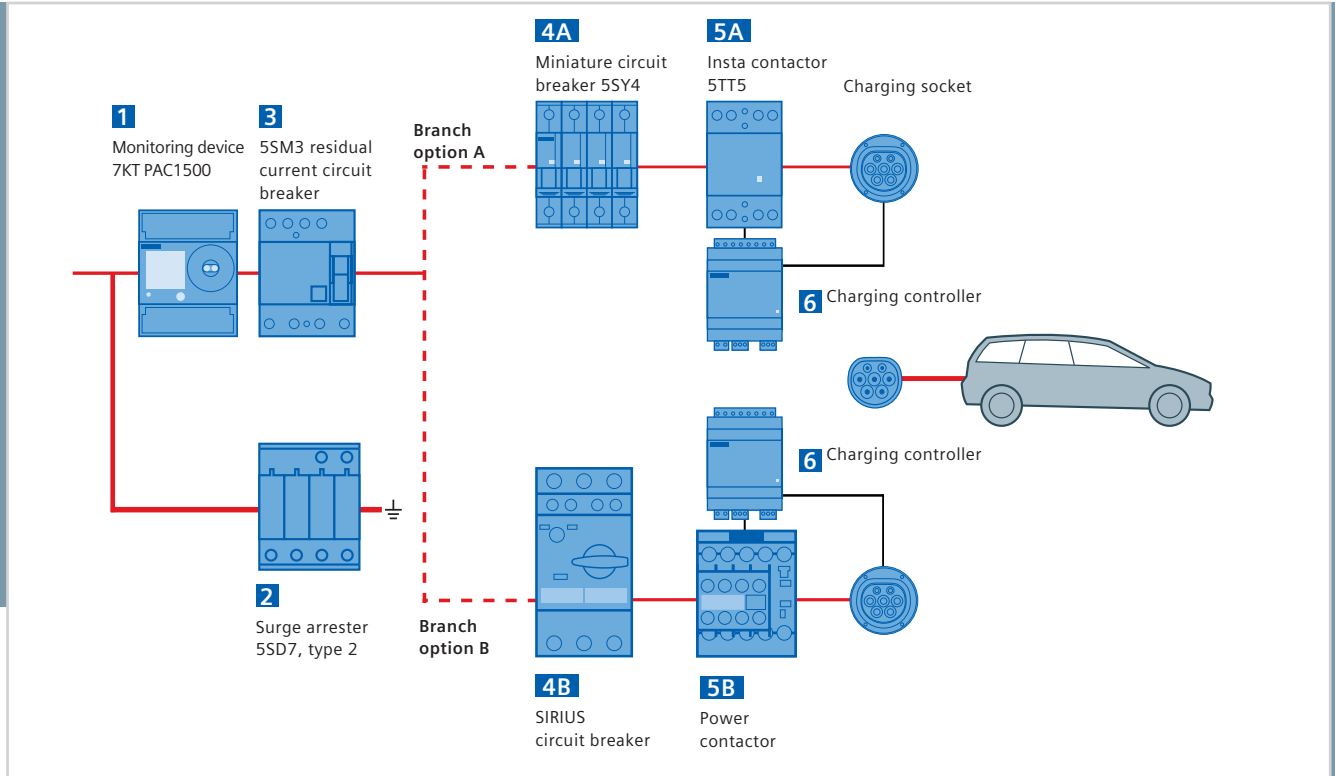 1
Monitoring device
7KT PAC1500
3
5SM3 residual
current circuit
breaker
Branch
option A
4A
Miniature circuit
breaker 5SY4
5A
Insta contactor
5TT5
Charging socket
6
Charging controller
2
Surge arrester
5SD7, type 2
Branch
option B
6
Charging controller
4B
SIRIUS
circuit breaker
5B
Power
contactor